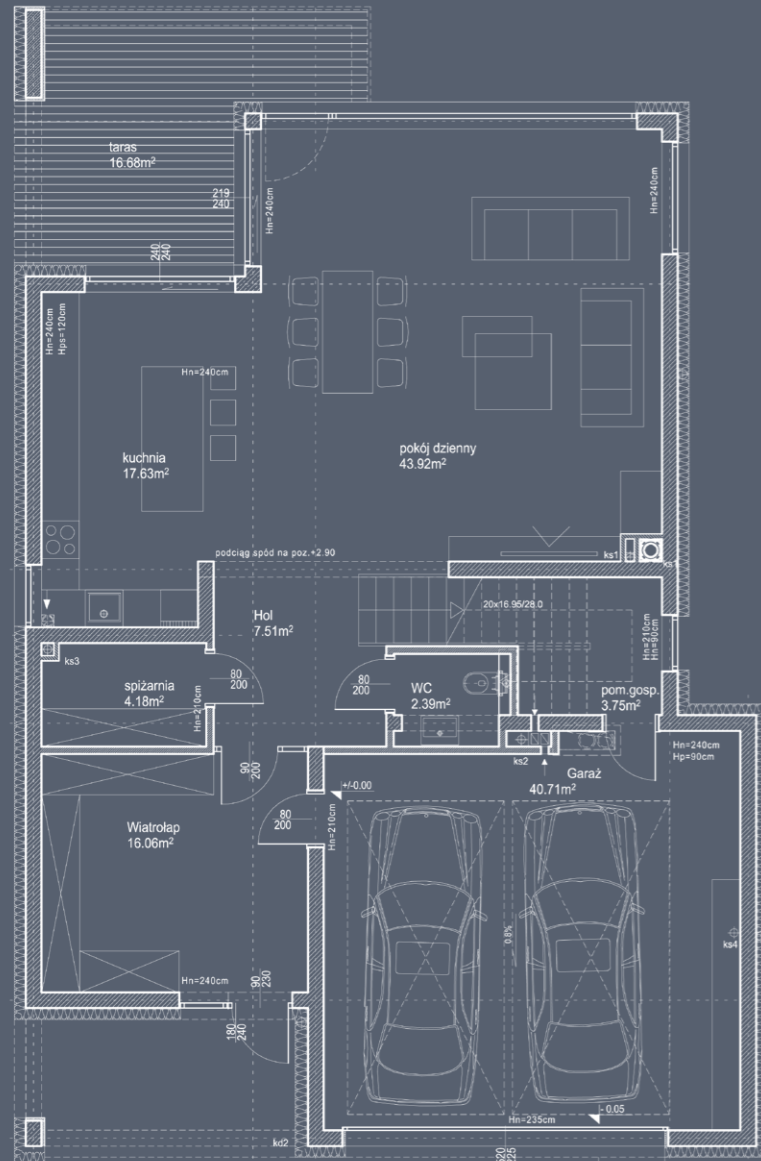 taras
16.68m²
219
240
Hn=240cm
Hn=240cm
240
240
Hn=240cm
Hps=120cm
Hn=240cm
kuchnia
17.63m²
pokój dzienny
43.92m²
podciąg spód na poz.+2.90
ks1
Hol
7.51m²
20x16.95/28.0
Hn=210cm
Hn=90cm
ks3
80
200
80
200
spiżarnia
4.18m²
Hn=210cm
WC
2.39m²
pom.gosp.
3.75m²
Hn=240cm
Hp=90cm
ks2
Garaż
40.71m²
90
200
+/-0.00
80
200
Hn=210cm
Wiatrołap
16.06m²
0.8%
ks4
Hn=240cm
90
230
180
240
- 0.05
Hn=235cm
kd2
225